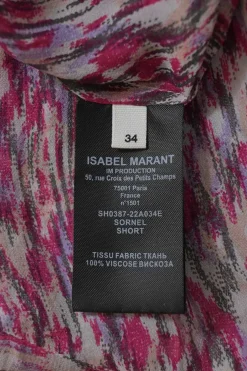 34
ISABEL MARANT
IM PRODUCTION
50, rue Crois des Petits Champs
75001 Paris
France
n°1501
SH0387-22A034E
SORNEL
SHORT
TISSU FABRIC ТКАНЬ
100% VISCOSE ВИСКОЗА